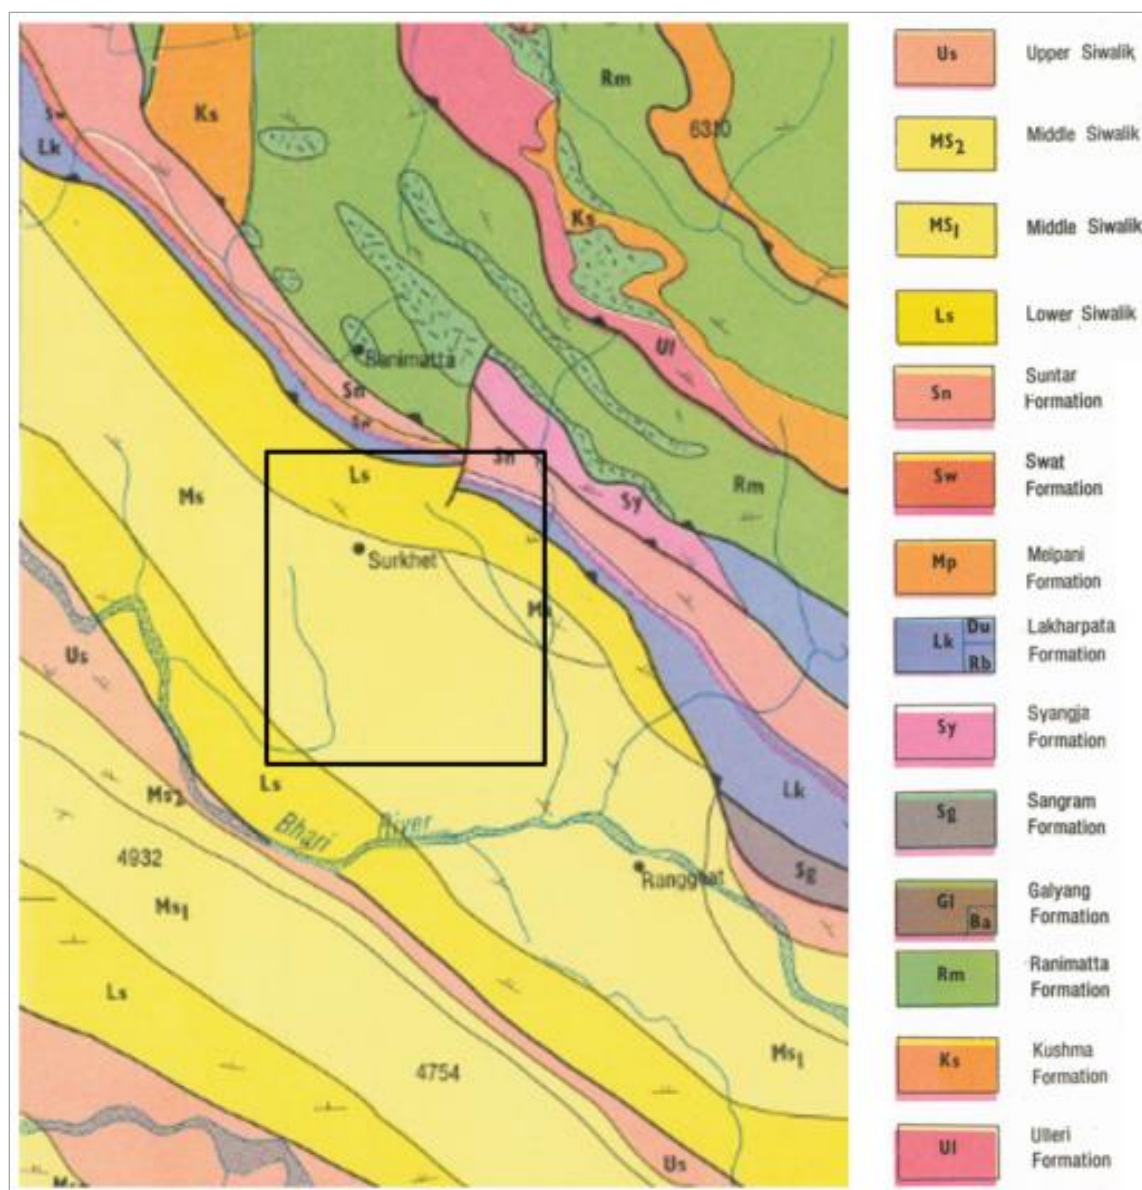 Rm
6310
Ks
Sw
Lk
Ks
Ul
Ranimatta
Sn
Sw
Sn
Rm
Ls
Sy
Ms
Surkhet
Ms
Us
Ls
Ms2
Lk
Bhari River
4932
Ranghat
Sg
Ms1
Ls
4754
Ms1
Us
Us Upper Siwalik
MS2 Middle Siwalik
MS1 Middle Siwalik
Ls Lower Siwalik
Sn Suntar
Formation
Sw Swat
Formation
Mp Melpani
Formation
Lk Du Rb Lakharpata
Formation
Sy Syangja
Formation
Sg Sangram
Formation
Gl Ba Galyang
Formation
Rm Ranimatta
Formation
Ks Kushma
Formation
Ul Ulleri
Formation